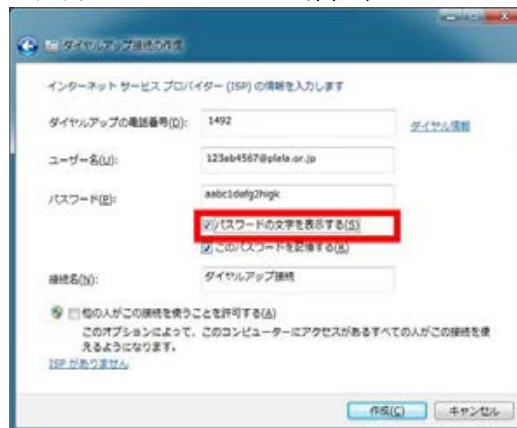 ダイヤルアップ接続の作成
インターネット サービス プロバイダー (ISP) の情報を入力します
ダイヤルアップの電話番号(D):
1492
ダイヤル情報
ユーザー名(U):
123ab4567@plala.or.jp
パスワード(P):
aabc1defg2higk
パスワードの文字を表示する(S)
このパスワードを記憶する(R)
接続名(N):
ダイヤルアップ接続
他の人がこの接続を使うことを許可する(A)
このオプションによって、このコンピューターにアクセスがあるすべての人がこの接続を使
えるようになります。
ISP がありません
作成(C)
キャンセル